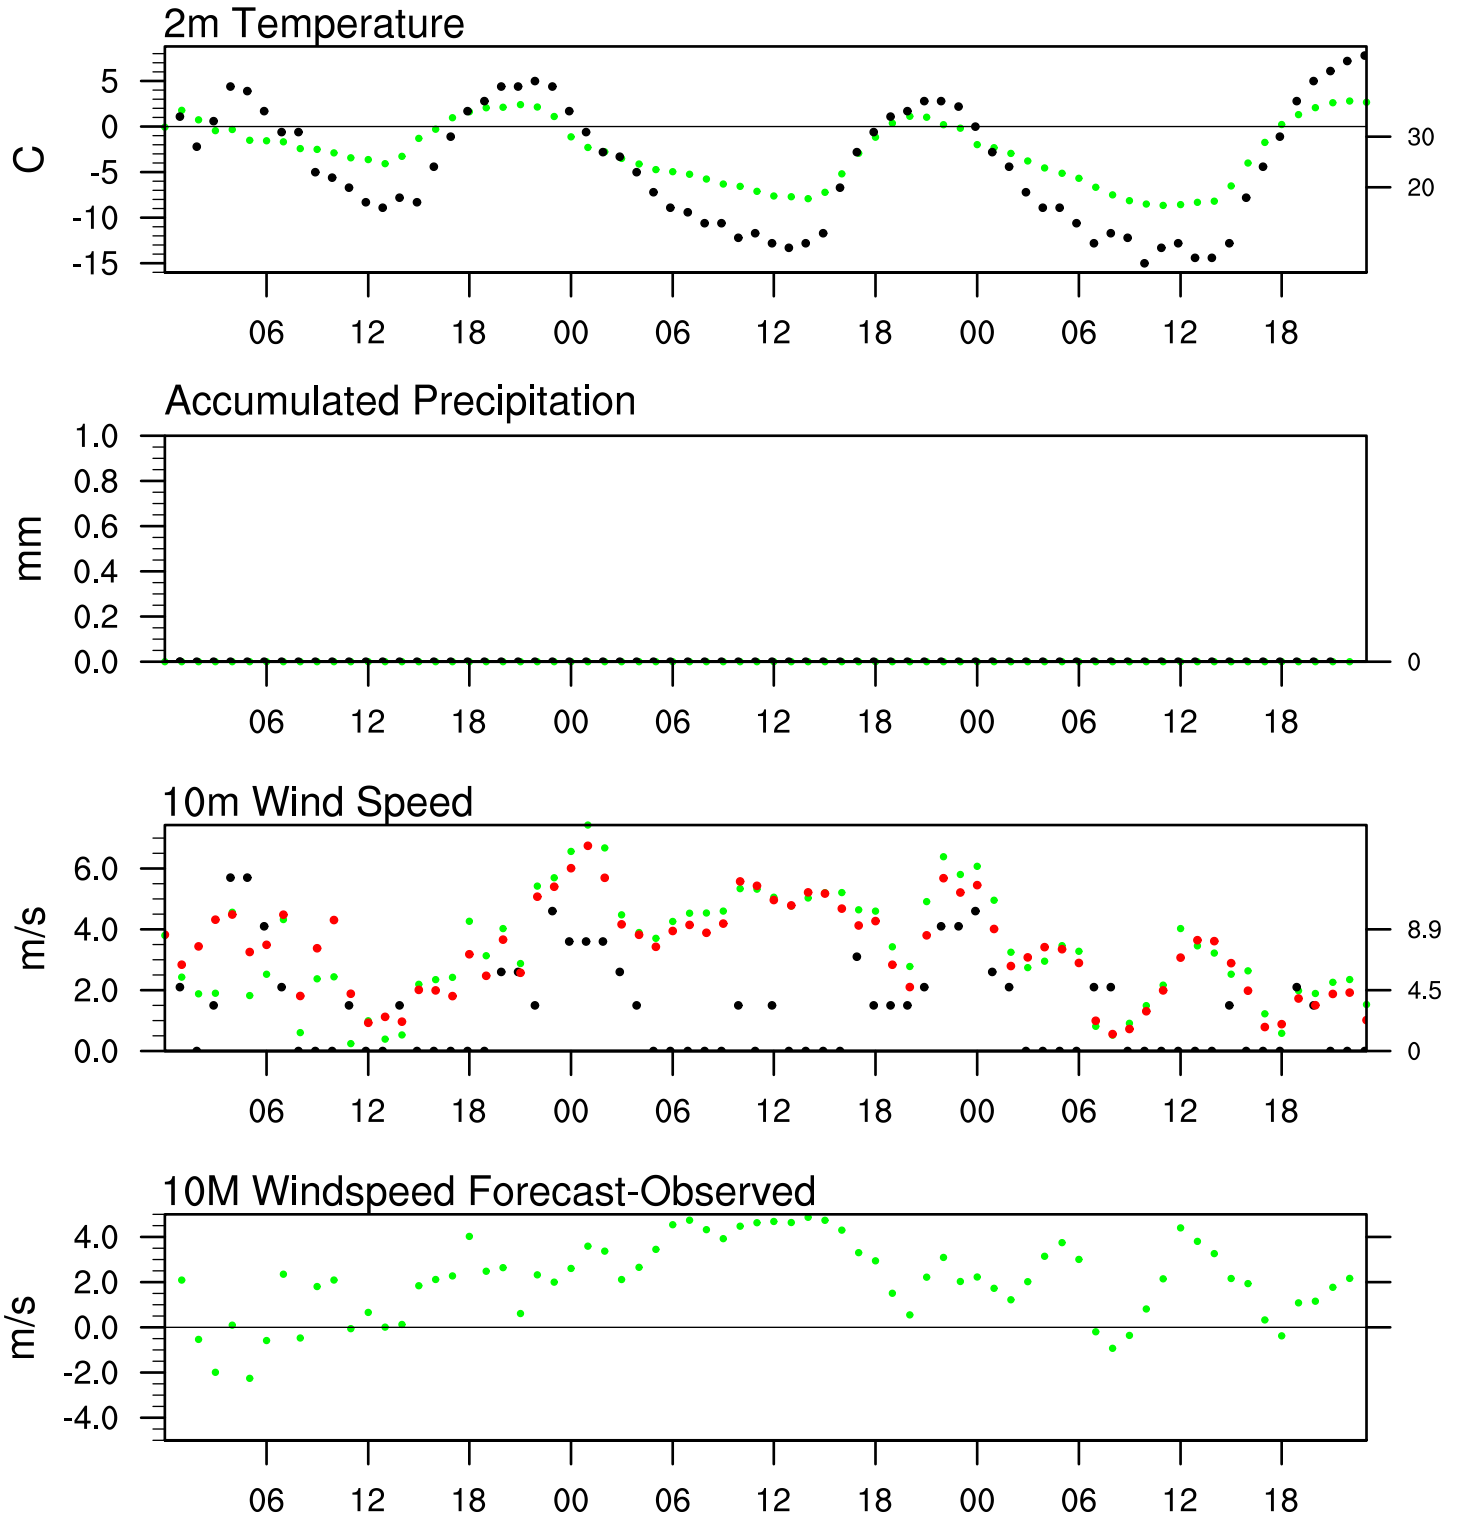 2m Temperature
5
0
-5
-10
-15
C
30
20
06 12 18 00 06 12 18 00 06 12 18
Accumulated Precipitation
1.0
0.8
0.6
0.4
0.2
0.0
mm
0
06 12 18 00 06 12 18 00 06 12 18
10m Wind Speed
6.0
4.0
2.0
0.0
m/s
8.9
4.5
0
06 12 18 00 06 12 18 00 06 12 18
10M Windspeed Forecast-Observed
4.0
2.0
0.0
-2.0
-4.0
m/s
06 12 18 00 06 12 18 00 06 12 18